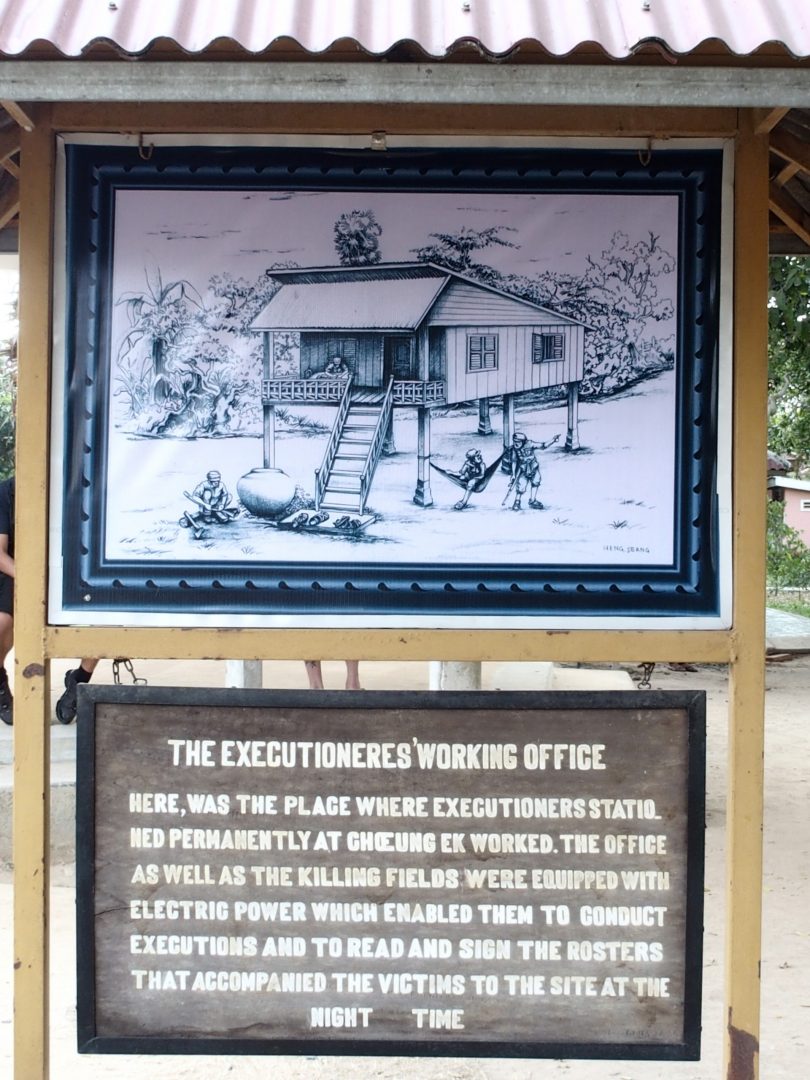 HENG SEANG
THE EXECUTIONERES' WORKING OFFICE
HERE, WAS THE PLACE WHERE EXECUTIONERS STATIO_
NED PERMANENTLY AT CHŒUNG EK WORKED. THE OFFICE
AS WELL AS THE KILLING FIELDS WERE EQUIPPED WITH
ELECTRIC POWER WHICH ENABLED THEM TO CONDUCT
EXECUTIONS AND TO READ AND SIGN THE ROSTERS
THAT ACCOMPANIED THE VICTIMS TO THE SITE AT THE
NIGHT TIME